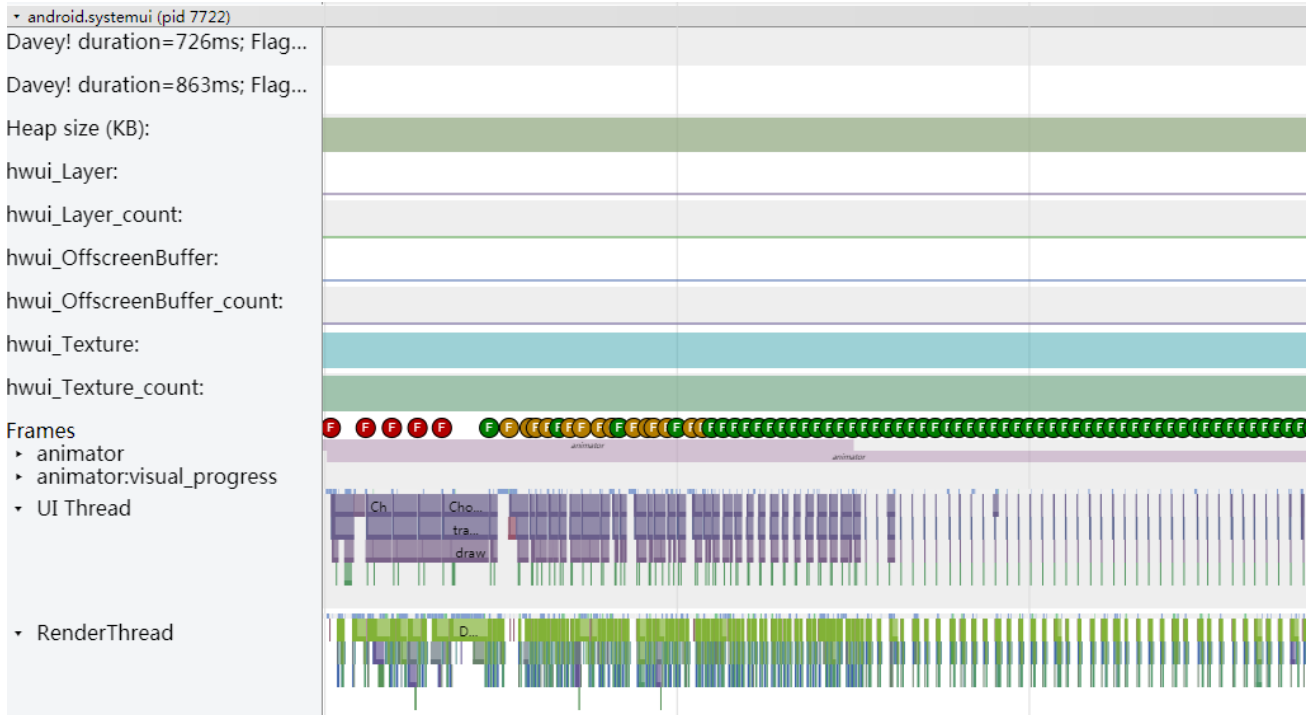 android.systemui (pid 7722)
Davey! duration=726ms; Flag...
Davey! duration=863ms; Flag...
Heap size (KB):
hwui_Layer:
hwui_Layer_count:
hwui_OffscreenBuffer:
hwui_OffscreenBuffer_count:
hwui_Texture:
hwui_Texture_count:
Frames
animator
animator
animator
animator:visual_progress
UI Thread
Ch
Cho...
tra...
draw
RenderThread
D...